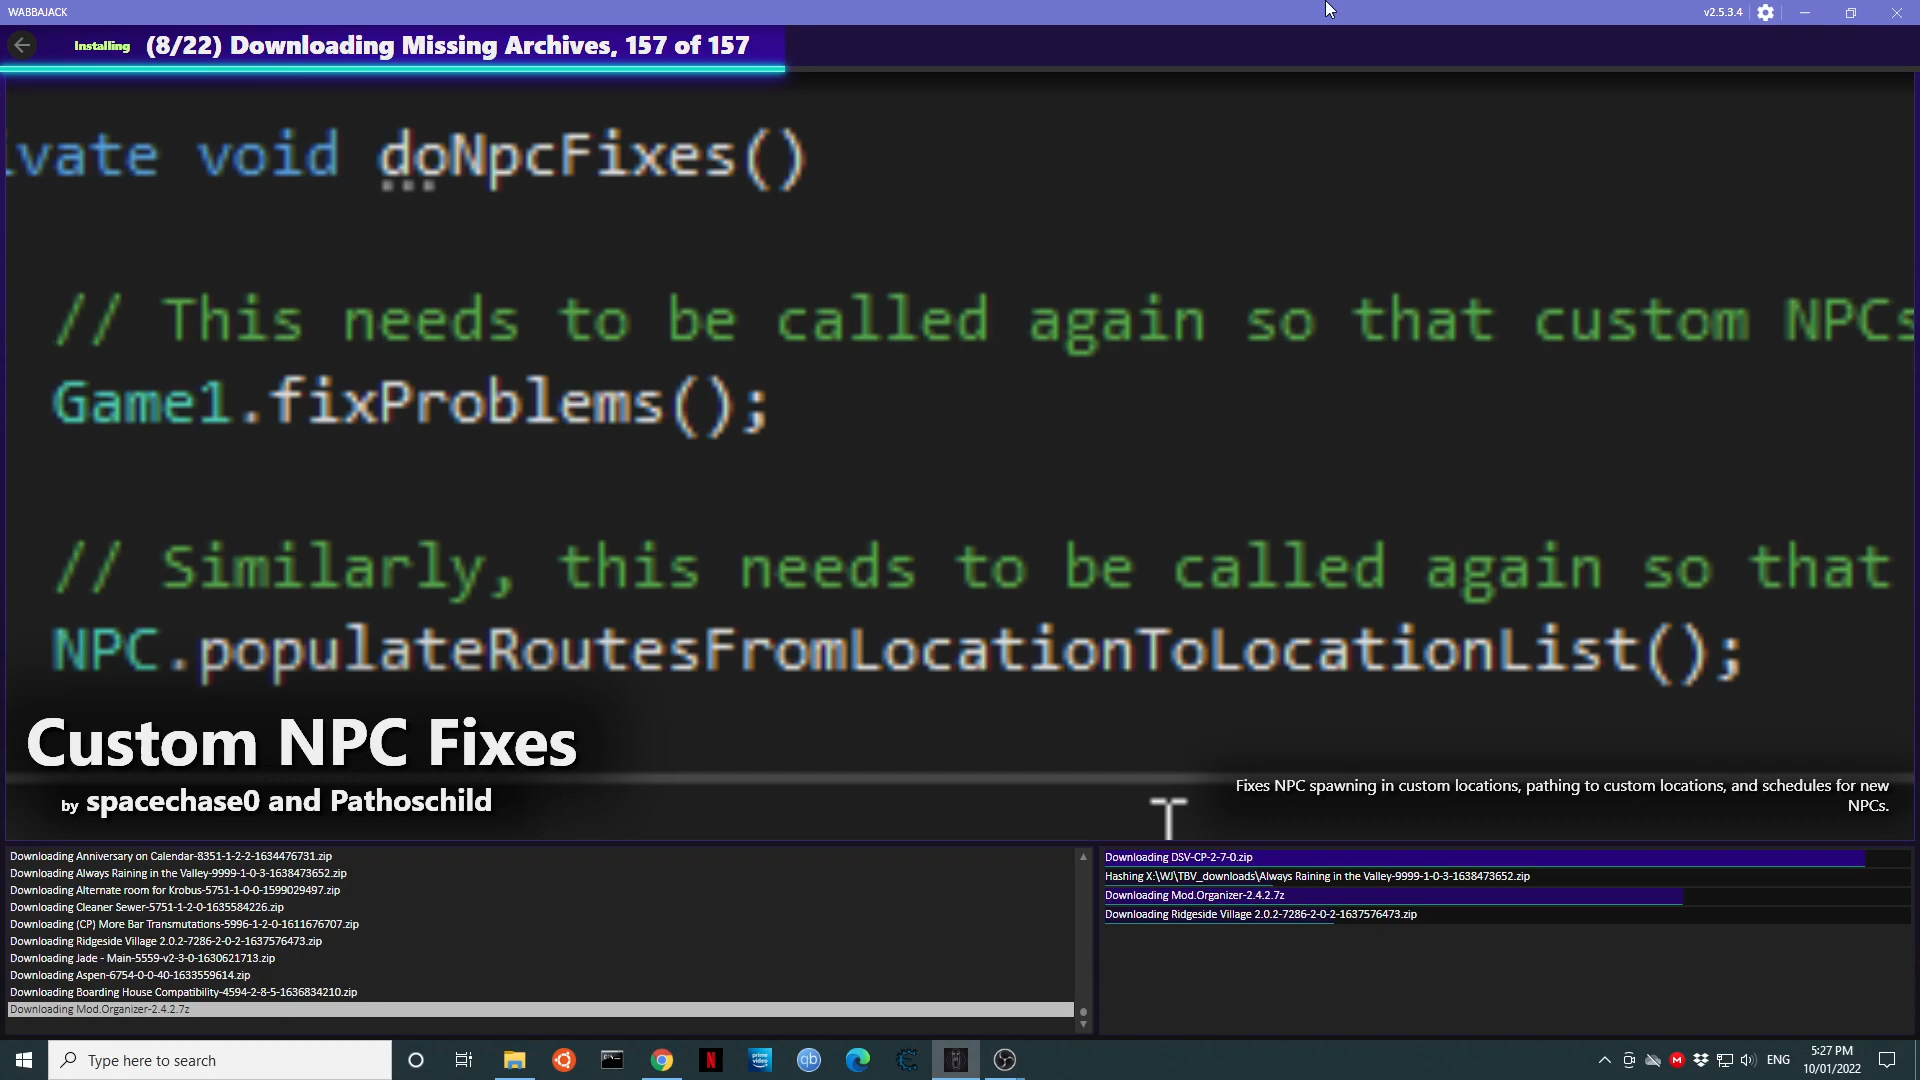 WABBAJACK
v2.5.3.4
Installing (8/22) Downloading Missing Archives, 157 of 157
ivate void doNpcFixes()
// This needs to be called again so that custom NPCs
Game1.fixProblems();
// Similarly, this needs to be called again so that
NPC.populateRoutesFromLocationToLocationList();
Custom NPC Fixes
by spacechase0 and Pathoschild
Fixes NPC spawning in custom locations, pathing to custom locations, and schedules for new
NPCs.
Downloading Anniversary on Calendar-8351-1-2-2-1634476731.zip
Downloading Always Raining in the Valley-9999-1-0-3-1638473652.zip
Downloading Alternate room for Krobus-5751-1-0-0-1599029497.zip
Downloading Cleaner Sewer-5751-1-2-0-1635584226.zip
Downloading (CP) More Bar Transmutations-5996-1-2-0-1611676707.zip
Downloading Ridgeside Village 2.0.2-7286-2-0-2-1637576473.zip
Downloading Jade - Main-5559-v2-3-0-1630621713.zip
Downloading Aspen-6754-0-0-40-1633559614.zip
Downloading Boarding House Compatibility-4594-2-8-5-1636834210.zip
Downloading Mod.Organizer-2.4.2.7z
Downloading DSV-CP-2-7-0.zip
Hashing X:\WJ\TBV_downloads\Always Raining in the Valley-9999-1-0-3-1638473652.zip
Downloading Mod.Organizer-2.4.2.7z
Downloading Ridgeside Village 2.0.2-7286-2-0-2-1637576473.zip
Type here to search
N
prime video
qb
M
ENG
5:27 PM
10/01/2022